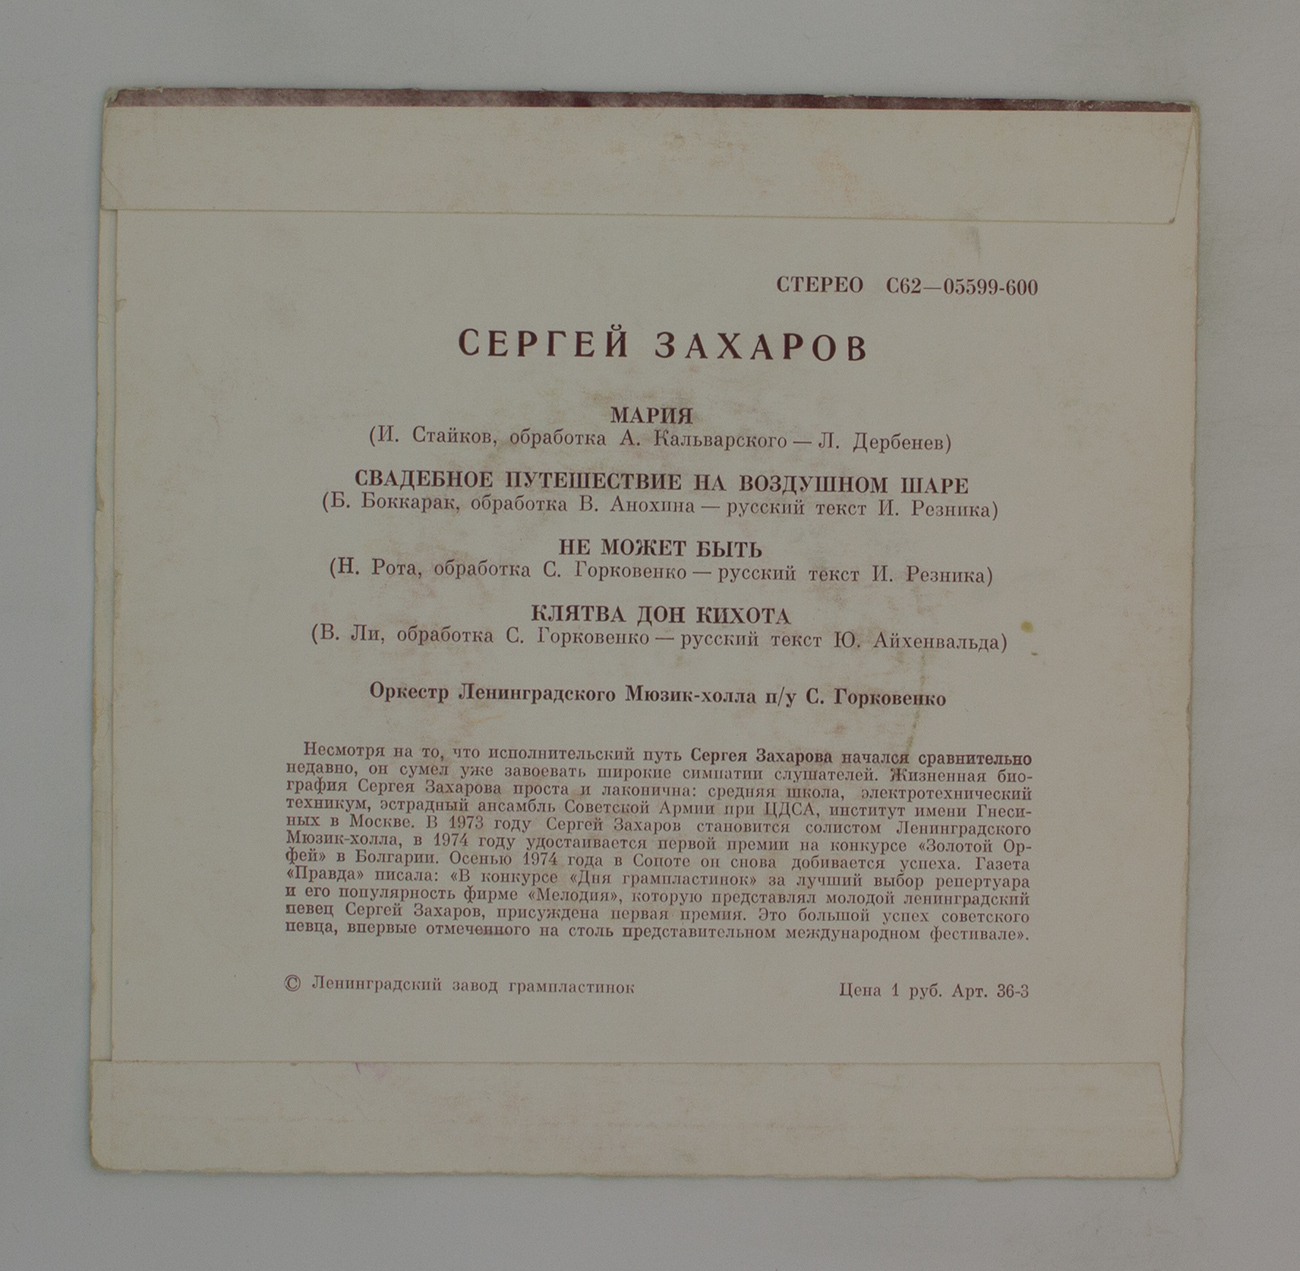 СТЕРЕО С62—05599-600
СЕРГЕЙ ЗАХАРОВ
МАРИЯ
(И. Стайков, обработка А. Кальварского — Л. Дербенев)
СВАДЕБНОЕ ПУТЕШЕСТВИЕ НА ВОЗДУШНОМ ШАРЕ
(Б. Боккарак, обработка В. Анохина — русский текст И. Резника)
НЕ МОЖЕТ БЫТЬ
(Н. Рота, обработка С. Горковенко — русский текст И. Резника)
КЛЯТВА ДОН КИХОТА
(В. Ли, обработка С. Горковенко — русский текст Ю. Айхенвальда)
Оркестр Ленинградского Мюзик-холла п/у С. Горковенко
Несмотря на то, что исполнительский путь Сергея Захарова начался сравнительно
недавно, он сумел уже завоевать широкие симпатии слушателей. Жизненная био-
графия Сергея Захарова проста и лаконична: средняя школа, электротехнический
техникум, эстрадный ансамбль Советской Армии при ЦДСА, институт имени Гнеси-
ных в Москве. В 1973 году Сергей Захаров становится солистом Ленинградского
Мюзик-холла, в 1974 году удостаивается первой премии на конкурсе «Золотой Ор-
фей» в Болгарии. Осенью 1974 года в Сопоте он снова добивается успеха. Газета
«Правда» писала: «В конкурсе «Дня грампластинок» за лучший выбор репертуара
и его популярность фирме «Мелодия», которую представлял молодой ленинградский
певец Сергей Захаров, присуждена первая премия. Это большой успех советского
певца, впервые отмеченного на столь представительном международном фестивале».
© Ленинградский завод грампластинок
Цена 1 руб. Арт. 36-3